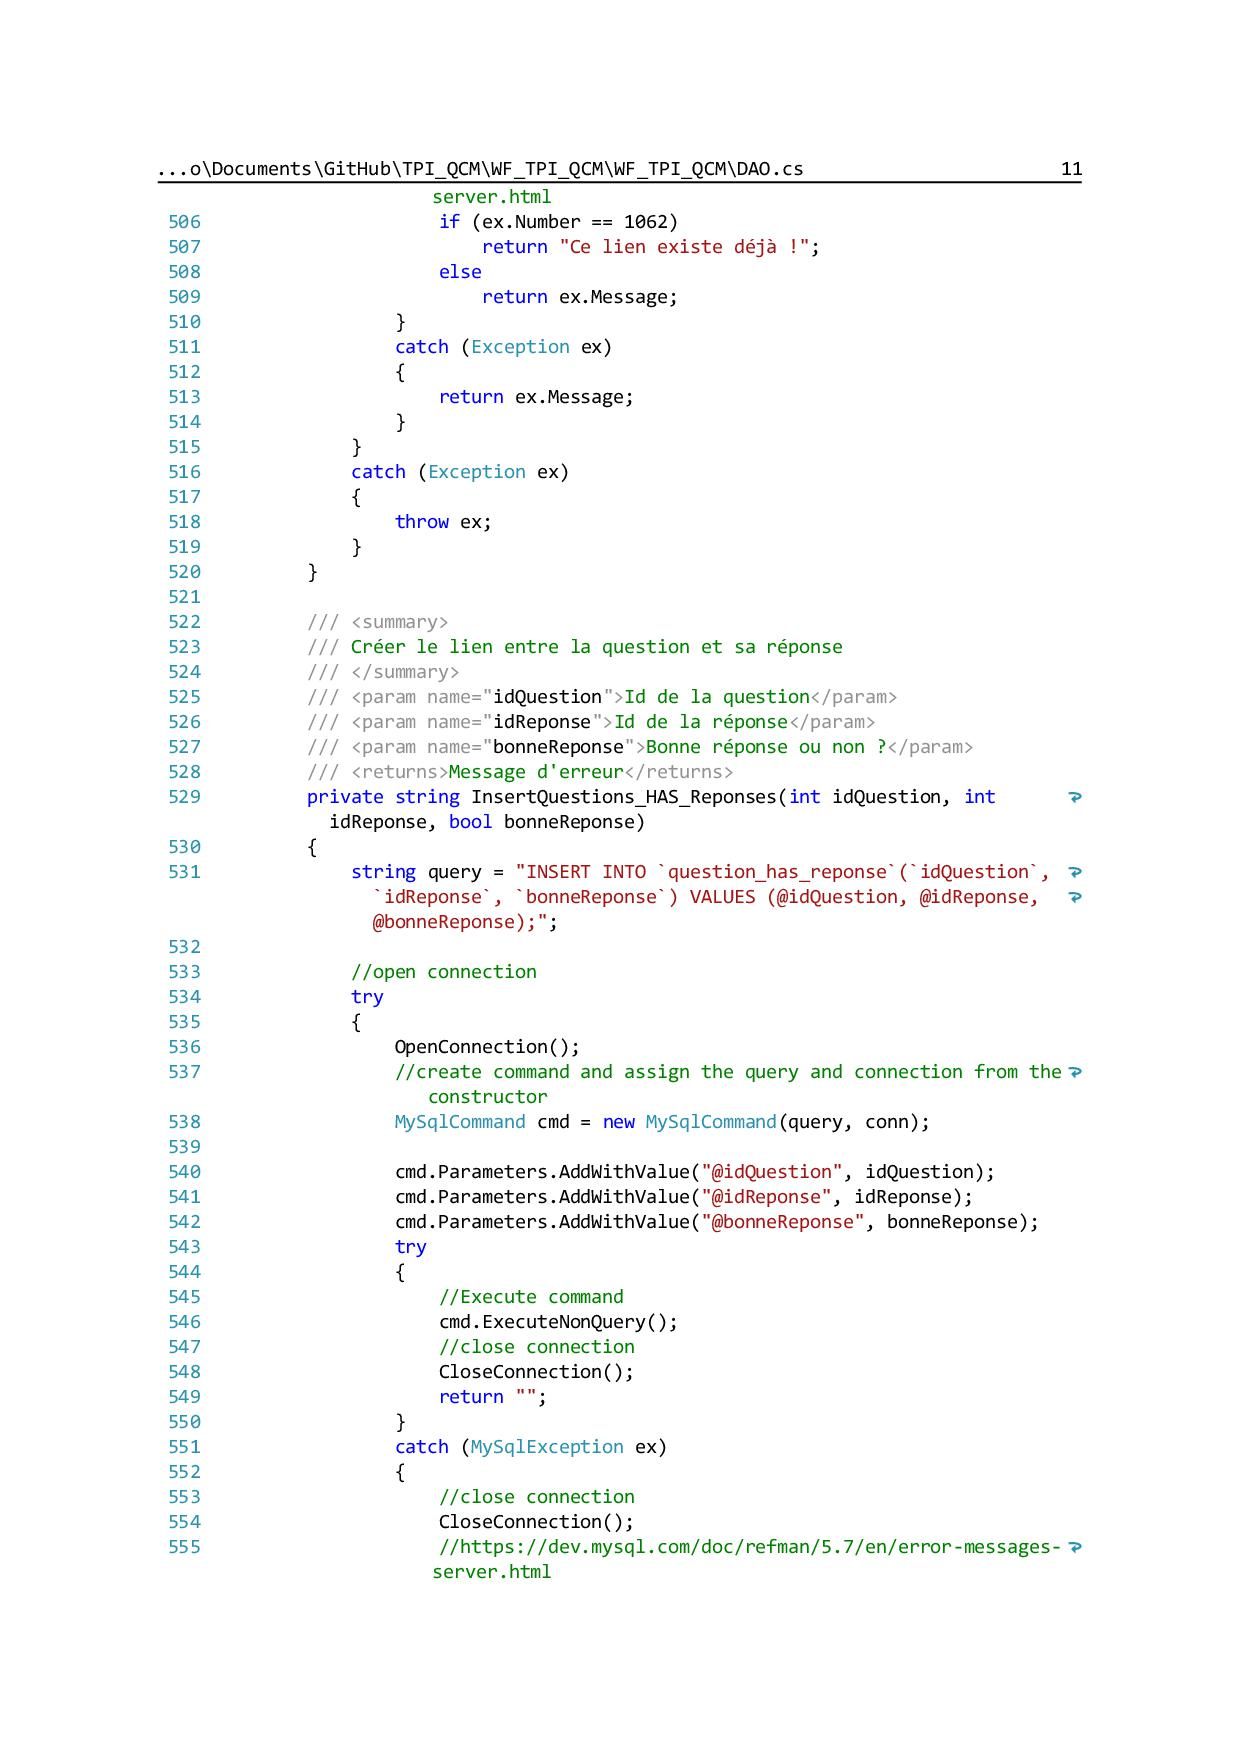 ...o\Documents\GitHub\TPI_QCM\WF_TPI_QCM\WF_TPI_QCM\DAO.cs 11
server.html
506 if (ex.Number == 1062)
507 return "Ce lien existe déjà !";
508 else
509 return ex.Message;
510 }
511 catch (Exception ex)
512 {
513 return ex.Message;
514 }
515 }
516 catch (Exception ex)
517 {
518 throw ex;
519 }
520 }
521
522 /// <summary>
523 /// Créer le lien entre la question et sa réponse
524 /// </summary>
525 /// <param name="idQuestion">Id de la question</param>
526 /// <param name="idReponse">Id de la réponse</param>
527 /// <param name="bonneReponse">Bonne réponse ou non ?</param>
528 /// <returns>Message d'erreur</returns>
529 private string InsertQuestions_HAS_Reponses(int idQuestion, int
idReponse, bool bonneReponse)
530 {
531 string query = "INSERT INTO `question_has_reponse`(`idQuestion`,
`idReponse`, `bonneReponse`) VALUES (@idQuestion, @idReponse,
@bonneReponse);";
532
533 //open connection
534 try
535 {
536 OpenConnection();
537 //create command and assign the query and connection from the
constructor
538 MySqlCommand cmd = new MySqlCommand(query, conn);
539
540 cmd.Parameters.AddWithValue("@idQuestion", idQuestion);
541 cmd.Parameters.AddWithValue("@idReponse", idReponse);
542 cmd.Parameters.AddWithValue("@bonneReponse", bonneReponse);
543 try
544 {
545 //Execute command
546 cmd.ExecuteNonQuery();
547 //close connection
548 CloseConnection();
549 return "";
550 }
551 catch (MySqlException ex)
552 {
553 //close connection
554 CloseConnection();
555 //https://dev.mysql.com/doc/refman/5.7/en/error-messages-
server.html